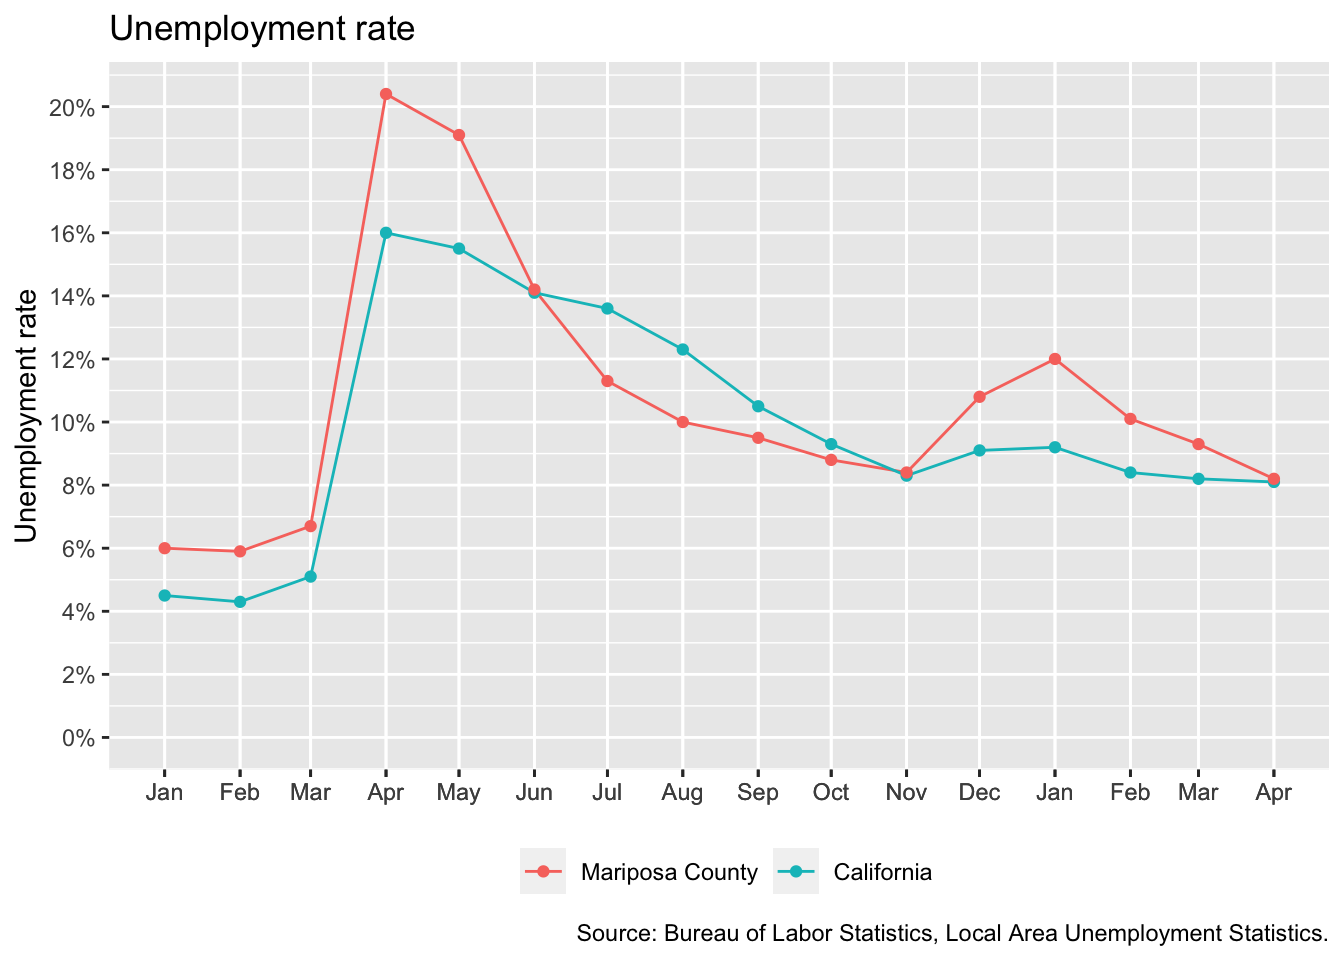 Unemployment rate
Unemployment rate
20%
18%
16%
14%
12%
10%
8%
6%
4%
2%
0%
Jan Feb Mar Apr May Jun Jul Aug Sep Oct Nov Dec Jan Feb Mar Apr
Mariposa County California
Source: Bureau of Labor Statistics, Local Area Unemployment Statistics.